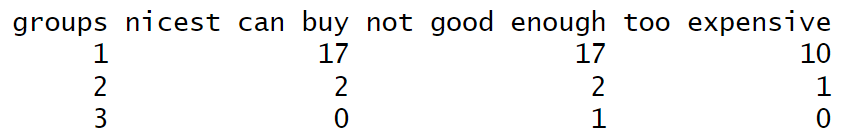 groups nicest can buy not good enough too expensive
1 17 17 10
2 2 2 1
3 0 1 0